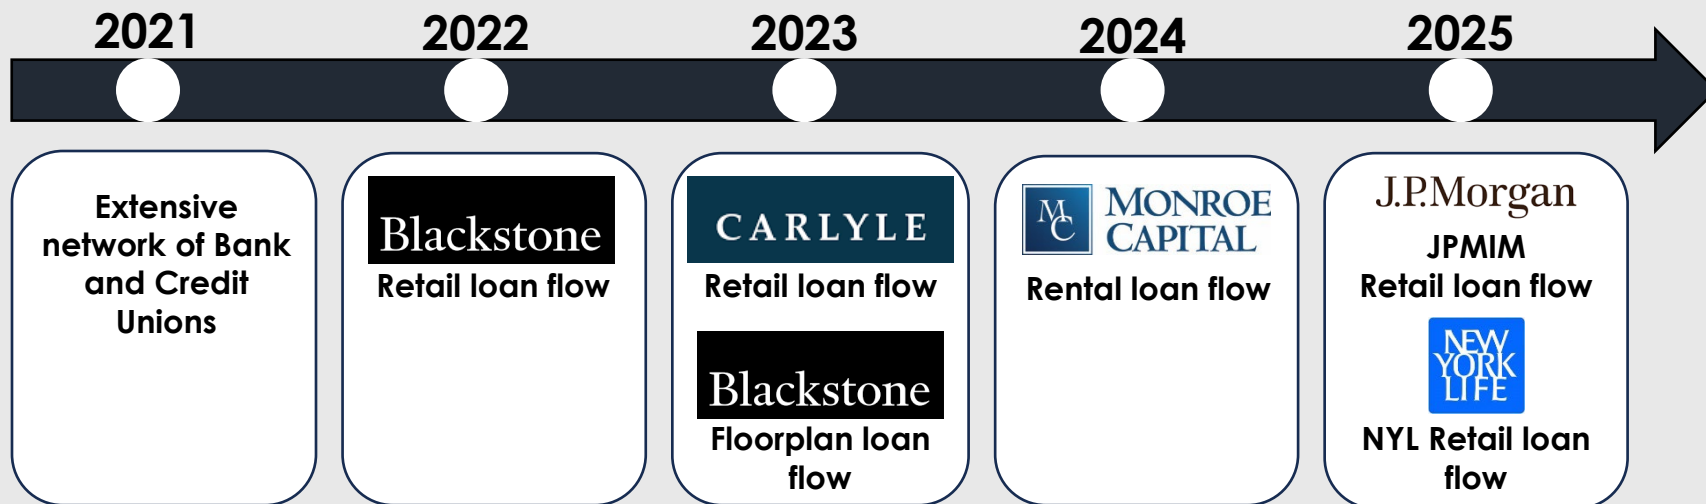 2021
2022
2023
2024
2025
Extensive
network of Bank
and Credit
Unions
Blackstone
Retail loan flow
CARLYLE
Retail loan flow
Blackstone
Floorplan loan
flow
MC
MONROE
CAPITAL
Rental loan flow
J.P.Morgan
JPMIM
Retail loan flow
NEW
YORK
LIFE
NYL Retail loan
flow